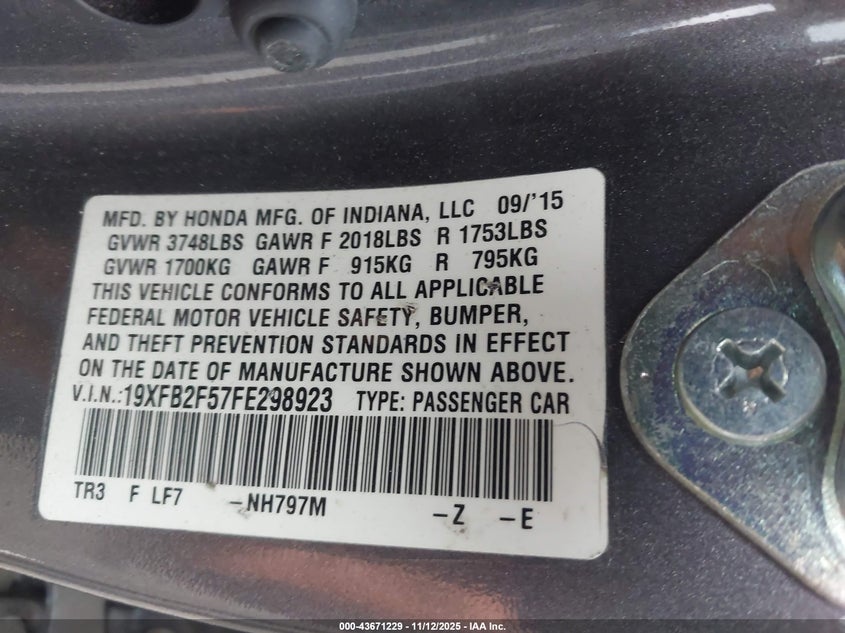 MFD. BY HONDA MFG. OF INDIANA, LLC 09/'15
GVWR 3748LBS GAWR F 2018LBS R 1753LBS
GVWR 1700KG GAWR F 915KG R 795KG
THIS VEHICLE CONFORMS TO ALL APPLICABLE
FEDERAL MOTOR VEHICLE SAFETY, BUMPER,
AND THEFT PREVENTION STANDARDS IN EFFECT
ON THE DATE OF MANUFACTURE SHOWN ABOVE.
V.I.N.:19XFB2F57FE298923 TYPE: PASSENGER CAR
TR3 F LF7 -NH797M -Z -E
000-43671229 - 11/12/2025 - IAA Inc.